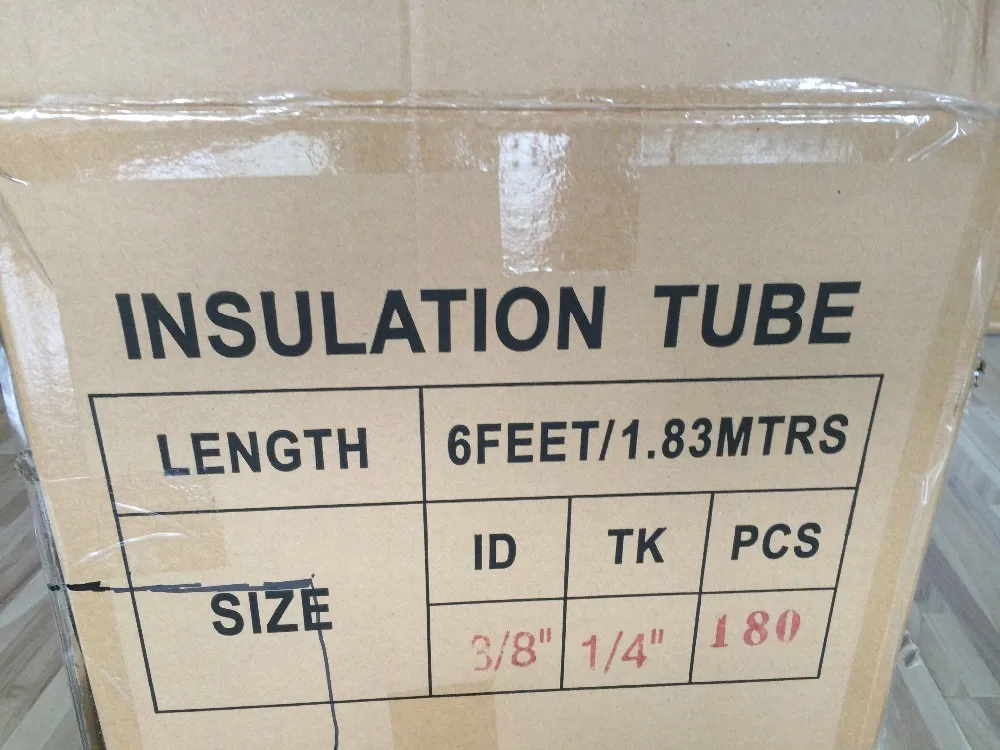 INSULATION TUBE
LENGTH 6FEET/1.83MTRS
SIZE ID TK PCS
3/8" 1/4" 180